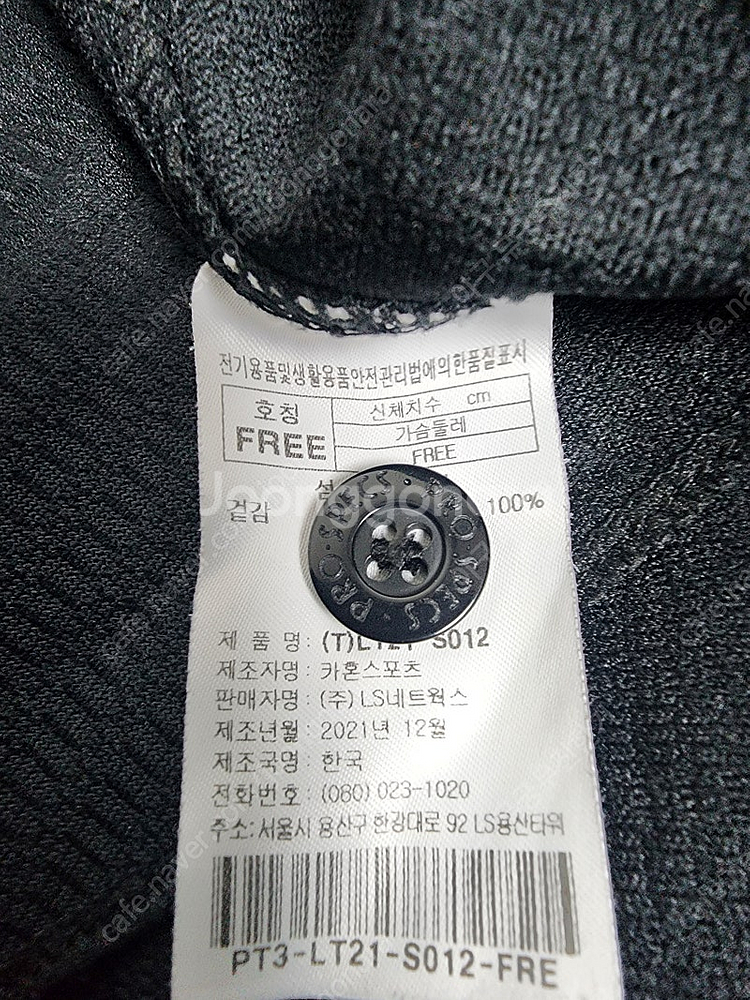 전기용품및생활용품안전관리법에의한품질표시
호칭 신체치수 cm
FREE 가슴둘레
FREE
겉감 100%
PRO·SPECS·PRO·SPECS
제 품 명 : (T)LT21-S012
제조자명 : 카혼스포츠
판매자명 : (주) LS네트웍스
제조년월 : 2021년 12월
제조국명 : 한국
전화번호 : (080) 023-1020
주소: 서울시 용산구 한강대로 92 LS용산타워
PT3-LT21-S012-FRE
Joonggonara